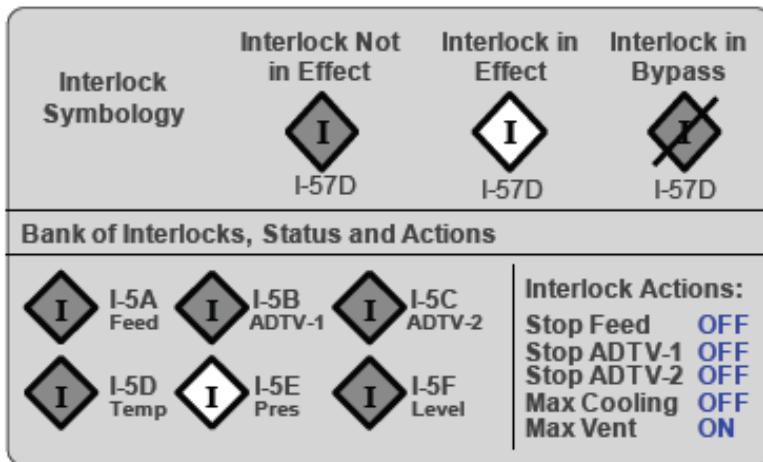 Interlock Symbology
Interlock Not in Effect
I
I-57D
Interlock in Effect
I
I-57D
Interlock in Bypass
I
I-57D
Bank of Interlocks, Status and Actions
I I-5A Feed
I I-5B ADTV-1
I I-5C ADTV-2
I I-5D Temp
I I-5E Pres
I I-5F Level
Interlock Actions:
Stop Feed OFF
Stop ADTV-1 OFF
Stop ADTV-2 OFF
Max Cooling OFF
Max Vent ON